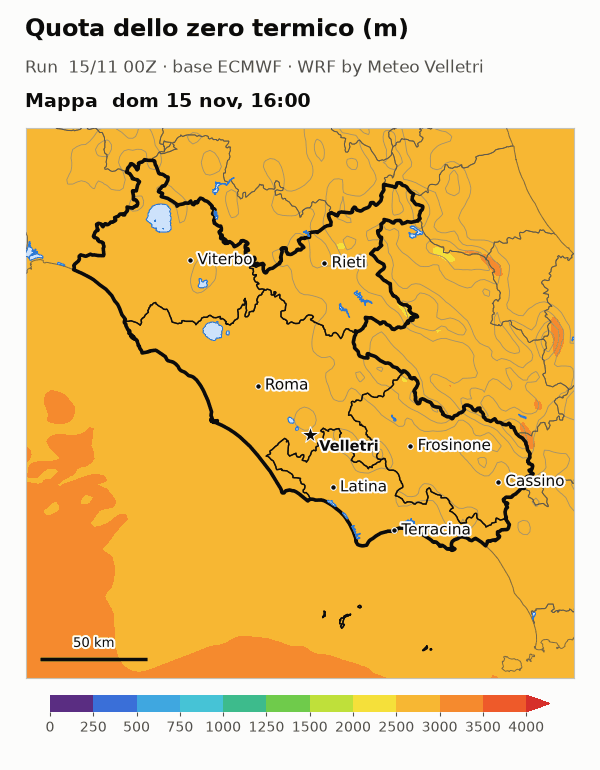 Quota dello zero termico (m)
Run 15/11 00Z · base ECMWF · WRF by Meteo Velletri
Mappa dom 15 nov, 16:00
Viterbo
Rieti
Roma
Velletri
Frosinone
Latina
Cassino
Terracina
50 km
0 250 500 750 1000 1250 1500 2000 2500 3000 3500 4000